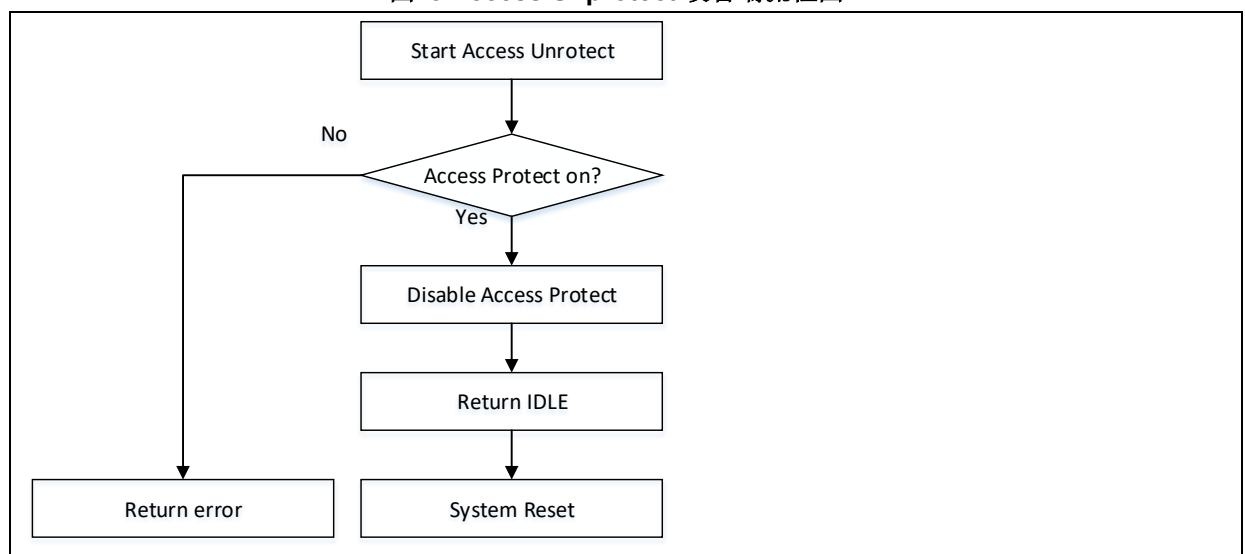 Start Access Unrotect
No
Access Protect on?
Yes
Disable Access Protect
Return IDLE
Return error
System Reset